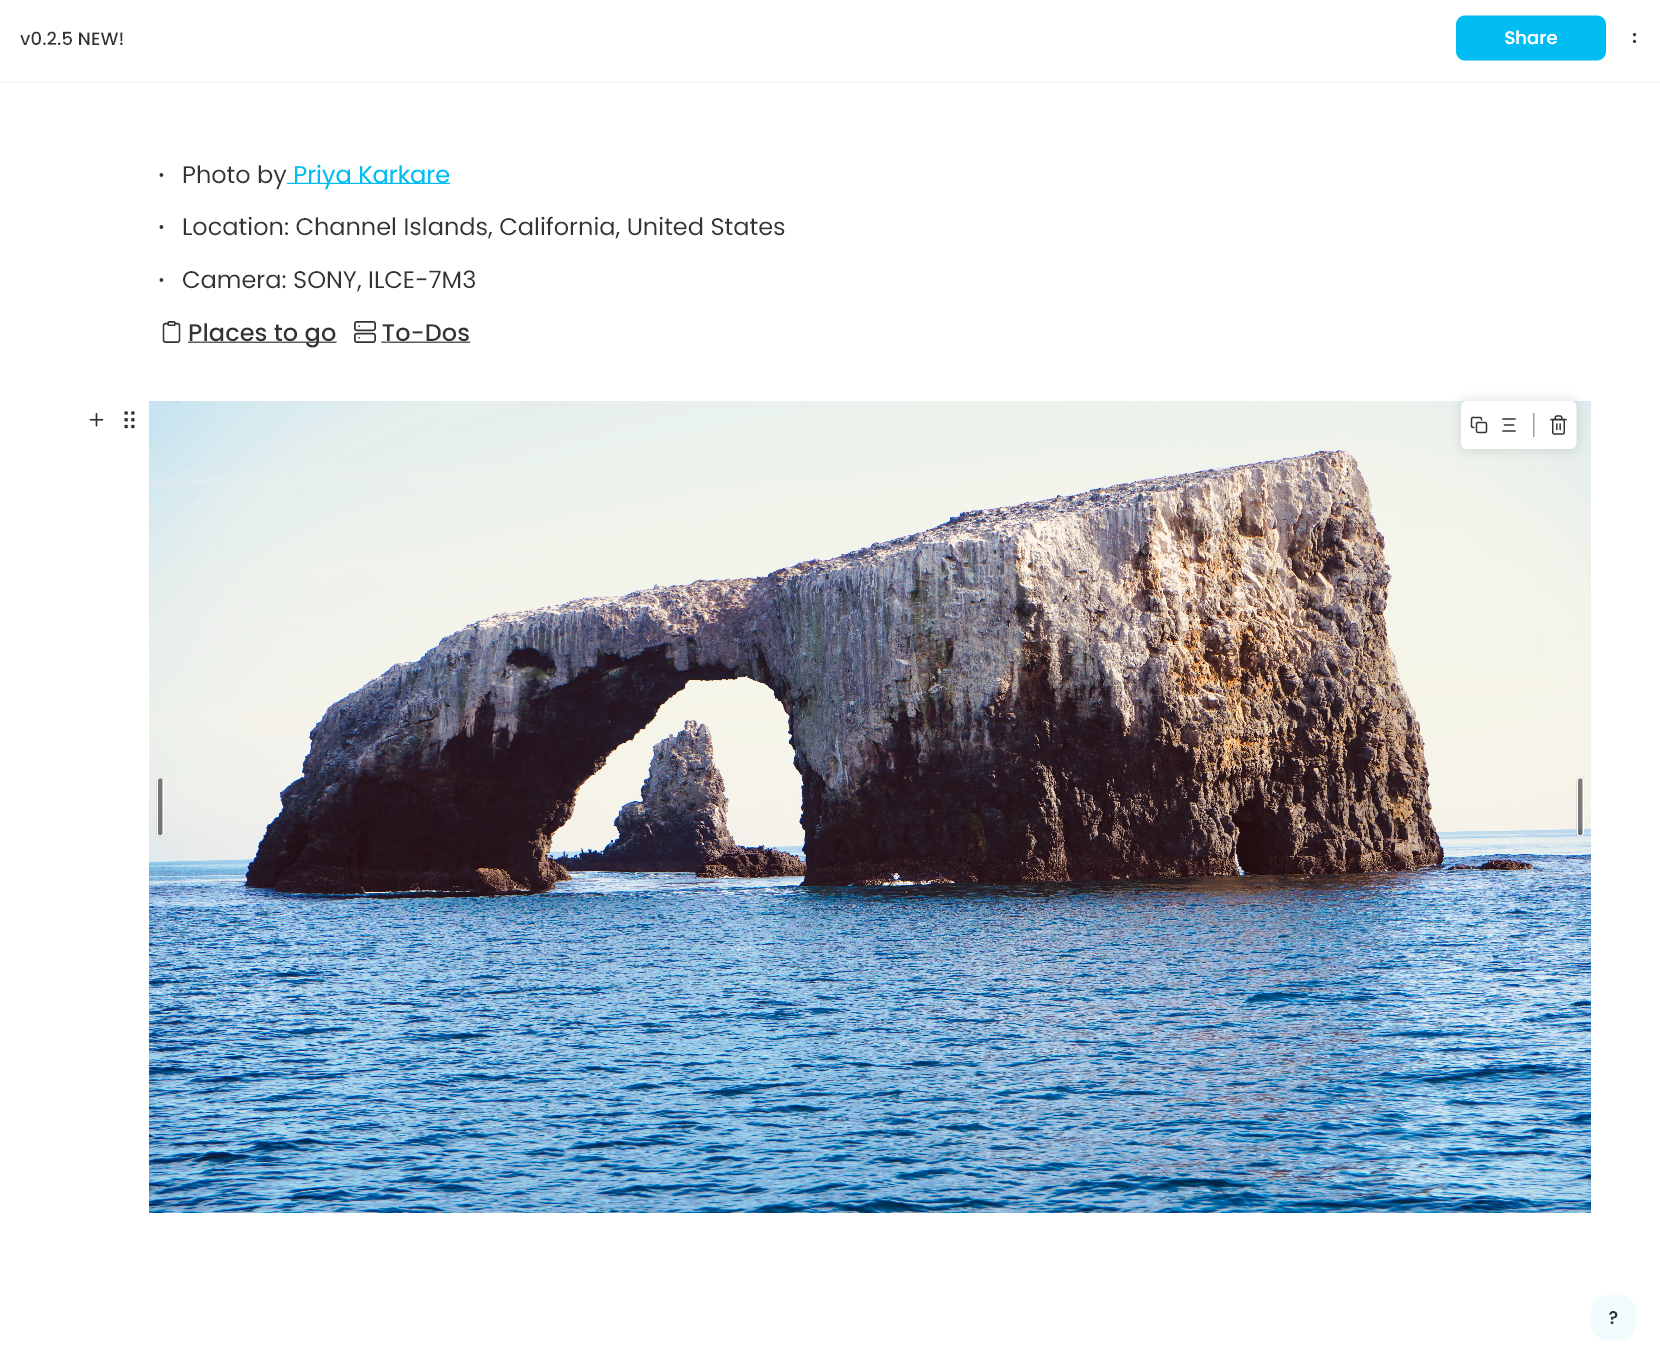 v0.2.5 NEW!
Share
• Photo by Priya Karkare
• Location: Channel Islands, California, United States
• Camera: SONY, ILCE-7M3
Places to go To-Dos
?